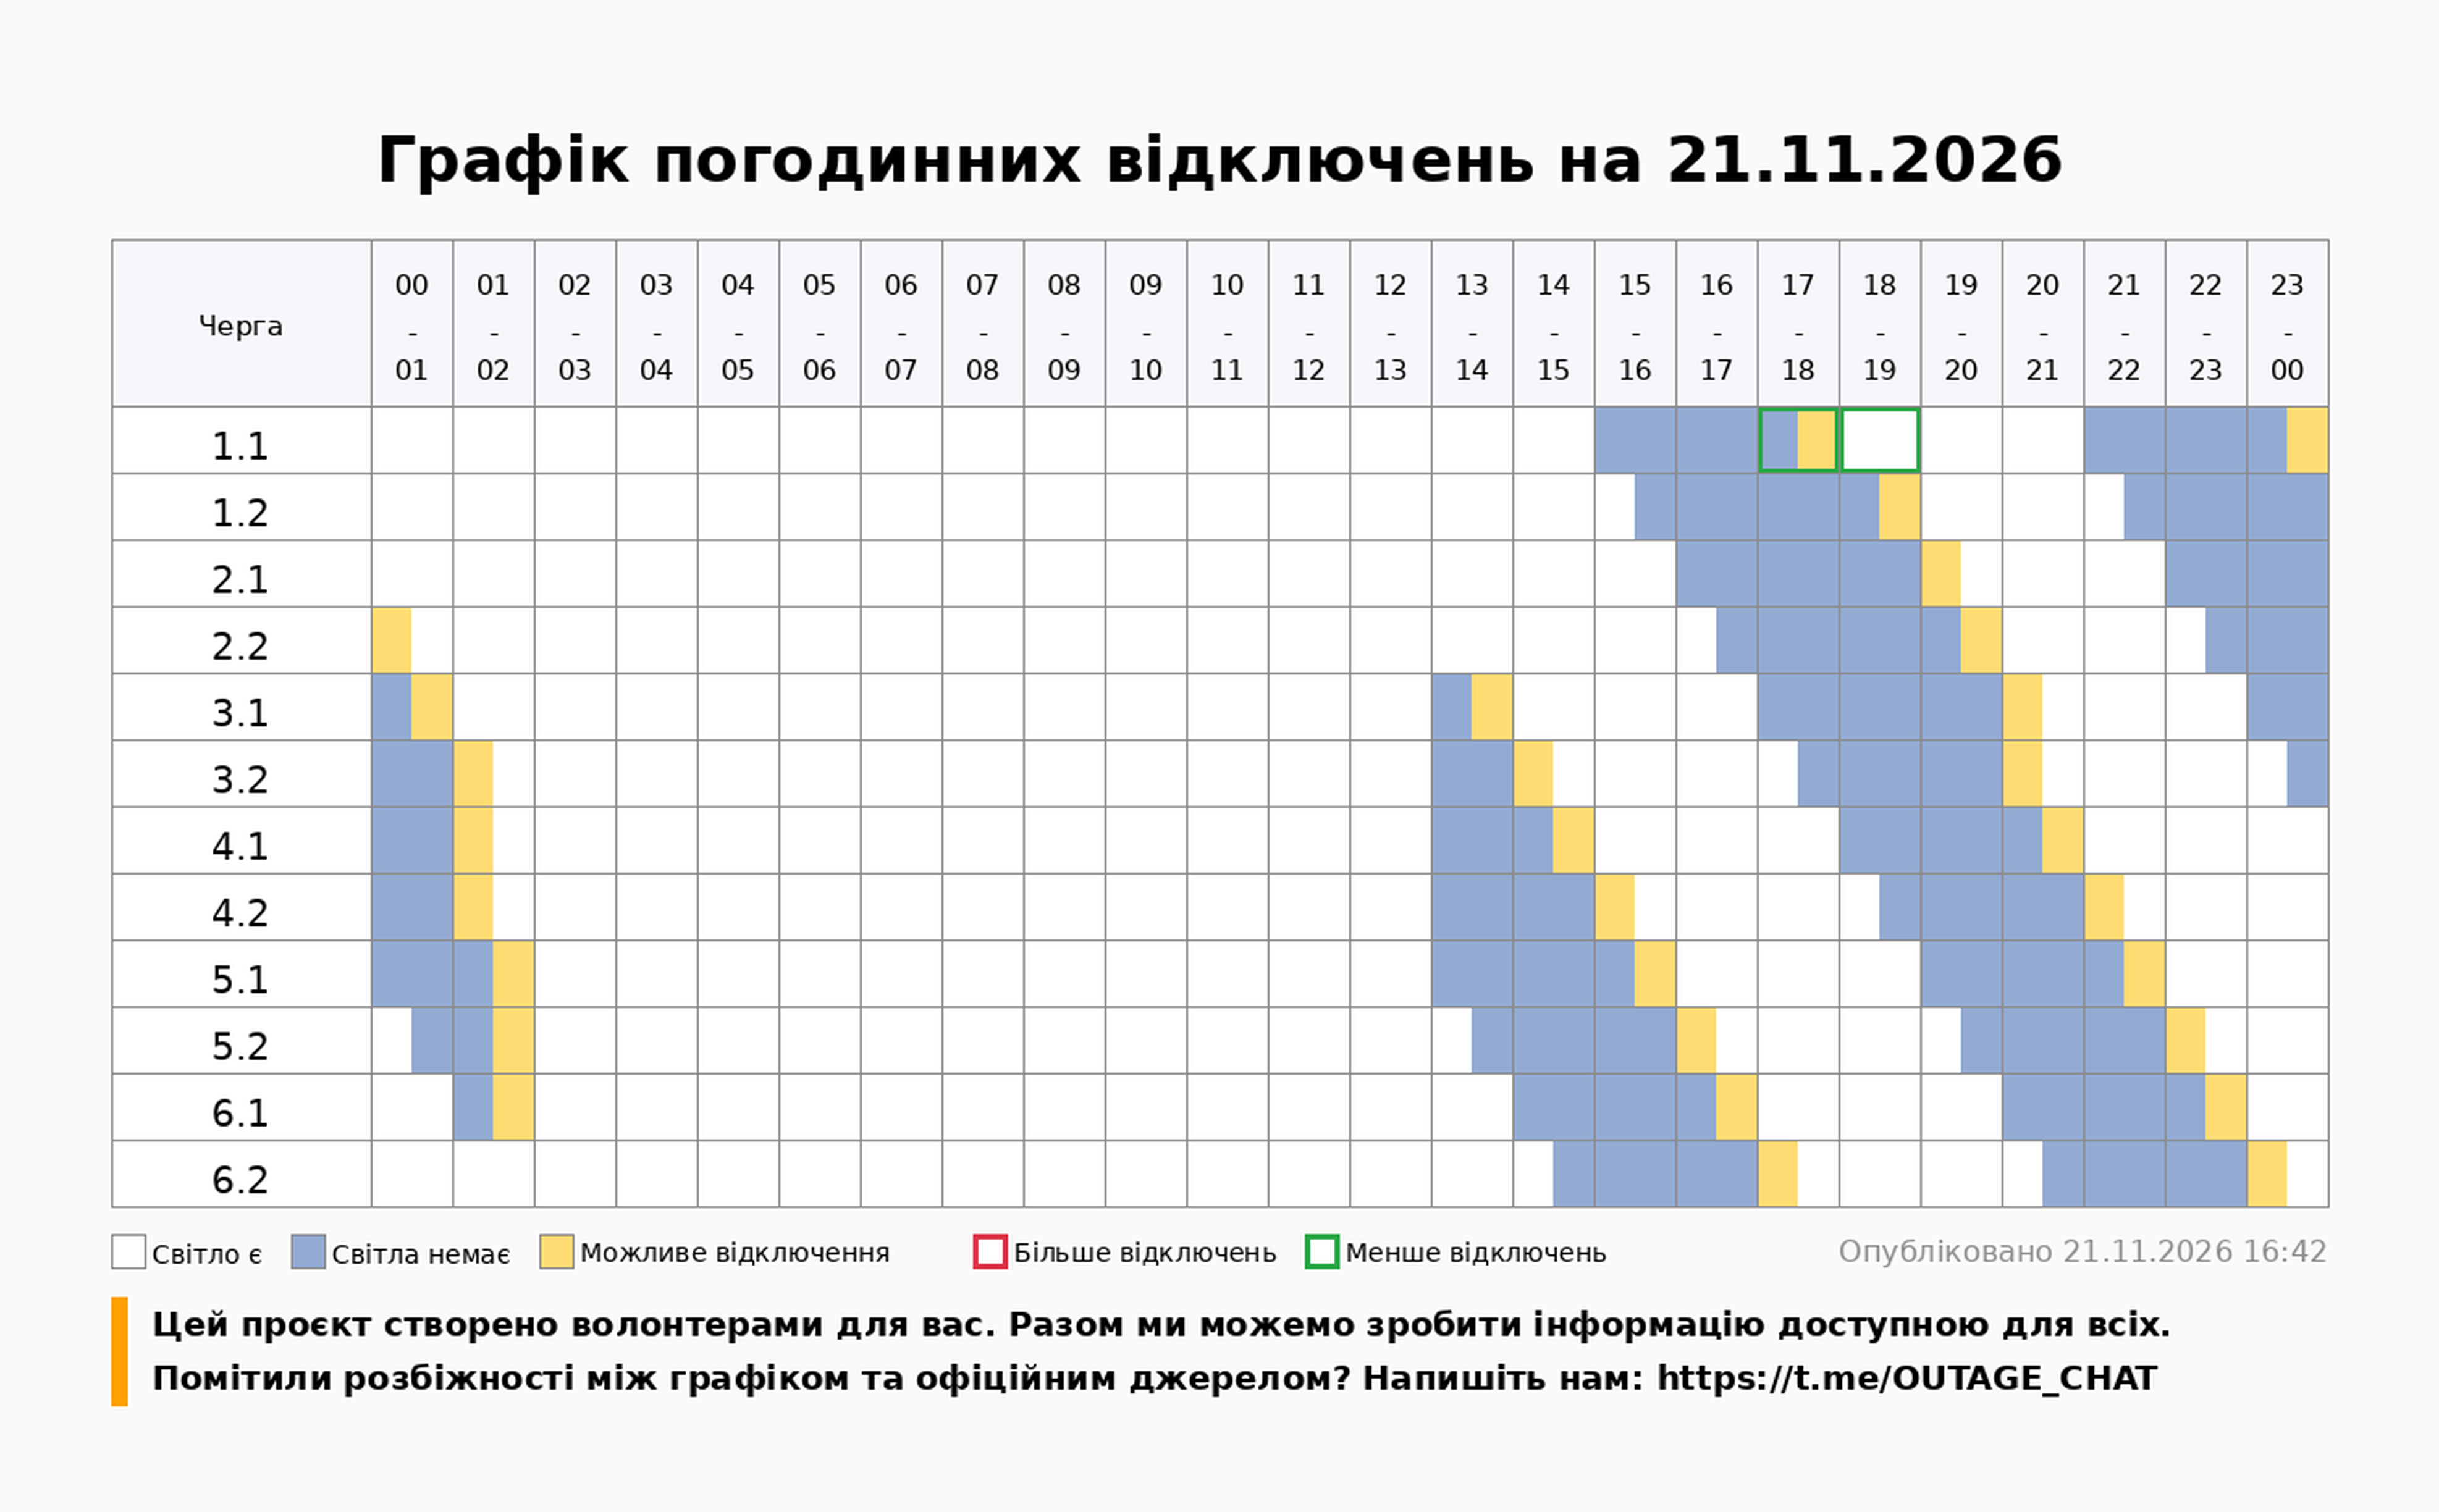 Графік погодинних відключень на 21.11.2026
Черга
00 - 01
01 - 02
02 - 03
03 - 04
04 - 05
05 - 06
06 - 07
07 - 08
08 - 09
09 - 10
10 - 11
11 - 12
12 - 13
13 - 14
14 - 15
15 - 16
16 - 17
17 - 18
18 - 19
19 - 20
20 - 21
21 - 22
22 - 23
23 - 00
1.1
1.2
2.1
2.2
3.1
3.2
4.1
4.2
5.1
5.2
6.1
6.2
Світло є Світла немає Можливе відключення Більше відключень Менше відключень Опубліковано 21.11.2026 16:42
Цей проєкт створено волонтерами для вас. Разом ми можемо зробити інформацію доступною для всіх.
Помітили розбіжності між графіком та офіційним джерелом? Напишіть нам: https://t.me/OUTAGE_CHAT